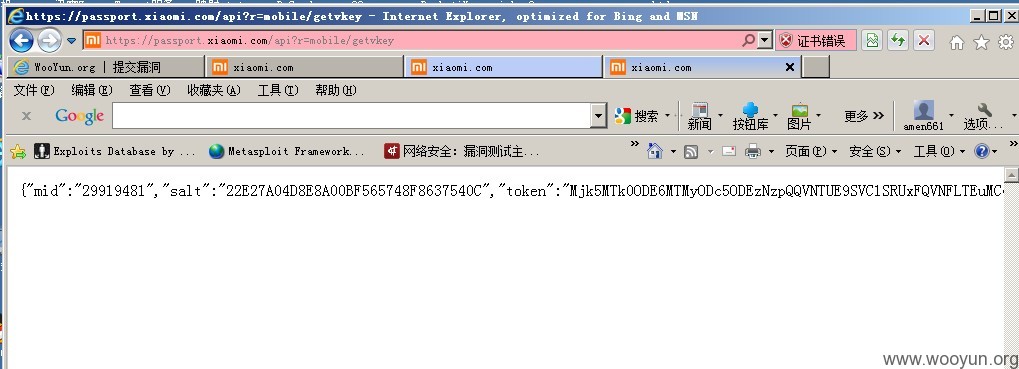 https://passport.xiaomi.com/api?r=mobile/getvkey - Internet Explorer, optimized for Bing and MSN
https://passport.xiaomi.com/api?r=mobile/getvkey 证书错误
WooYun.org | 提交漏洞 xiaomi.com xiaomi.com xiaomi.com
文件(F) 编辑(E) 查看(V) 收藏夹(A) 工具(T) 帮助(H)
x Google 搜索 新闻 按钮库 图片 更多 » amen661 选项...
Exploits Database by ... Metasploit Framework... 网络安全: 漏洞测试主... » 页面(P) 安全(S) 工具(O) »
{"mid":"29919481","salt":"22E27A04D8E8A00BF565748F8637540C","token":"Mjk5MTk0ODE6MTMyODc5ODEzNzpQQVNTUE9SVC1SRUxFQVNFLTEuMC
www.wooyun.org